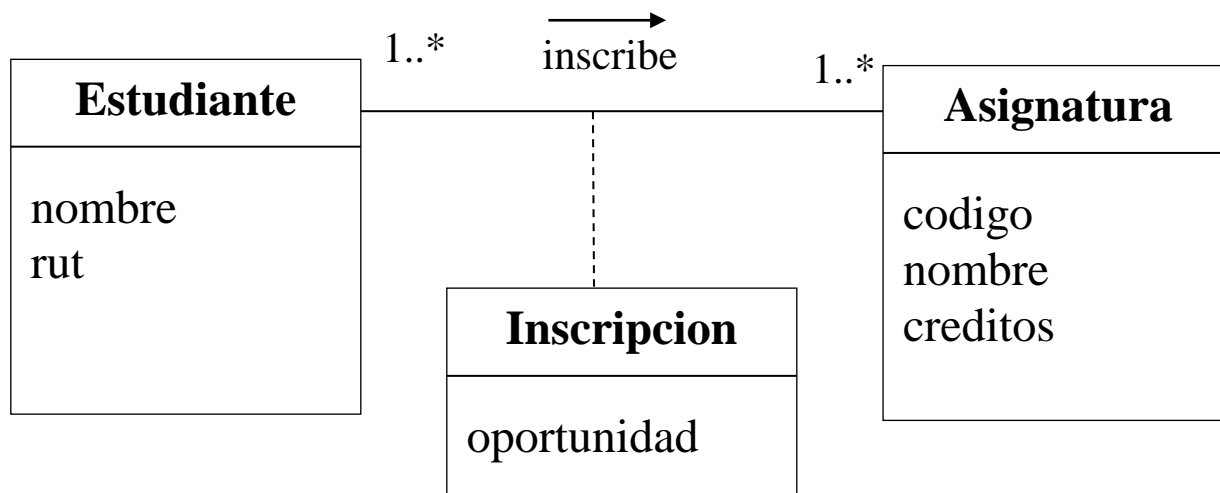 1..*
inscribe
1..*
Estudiante
nombre
rut
Asignatura
codigo
nombre
creditos
Inscripcion
oportunidad